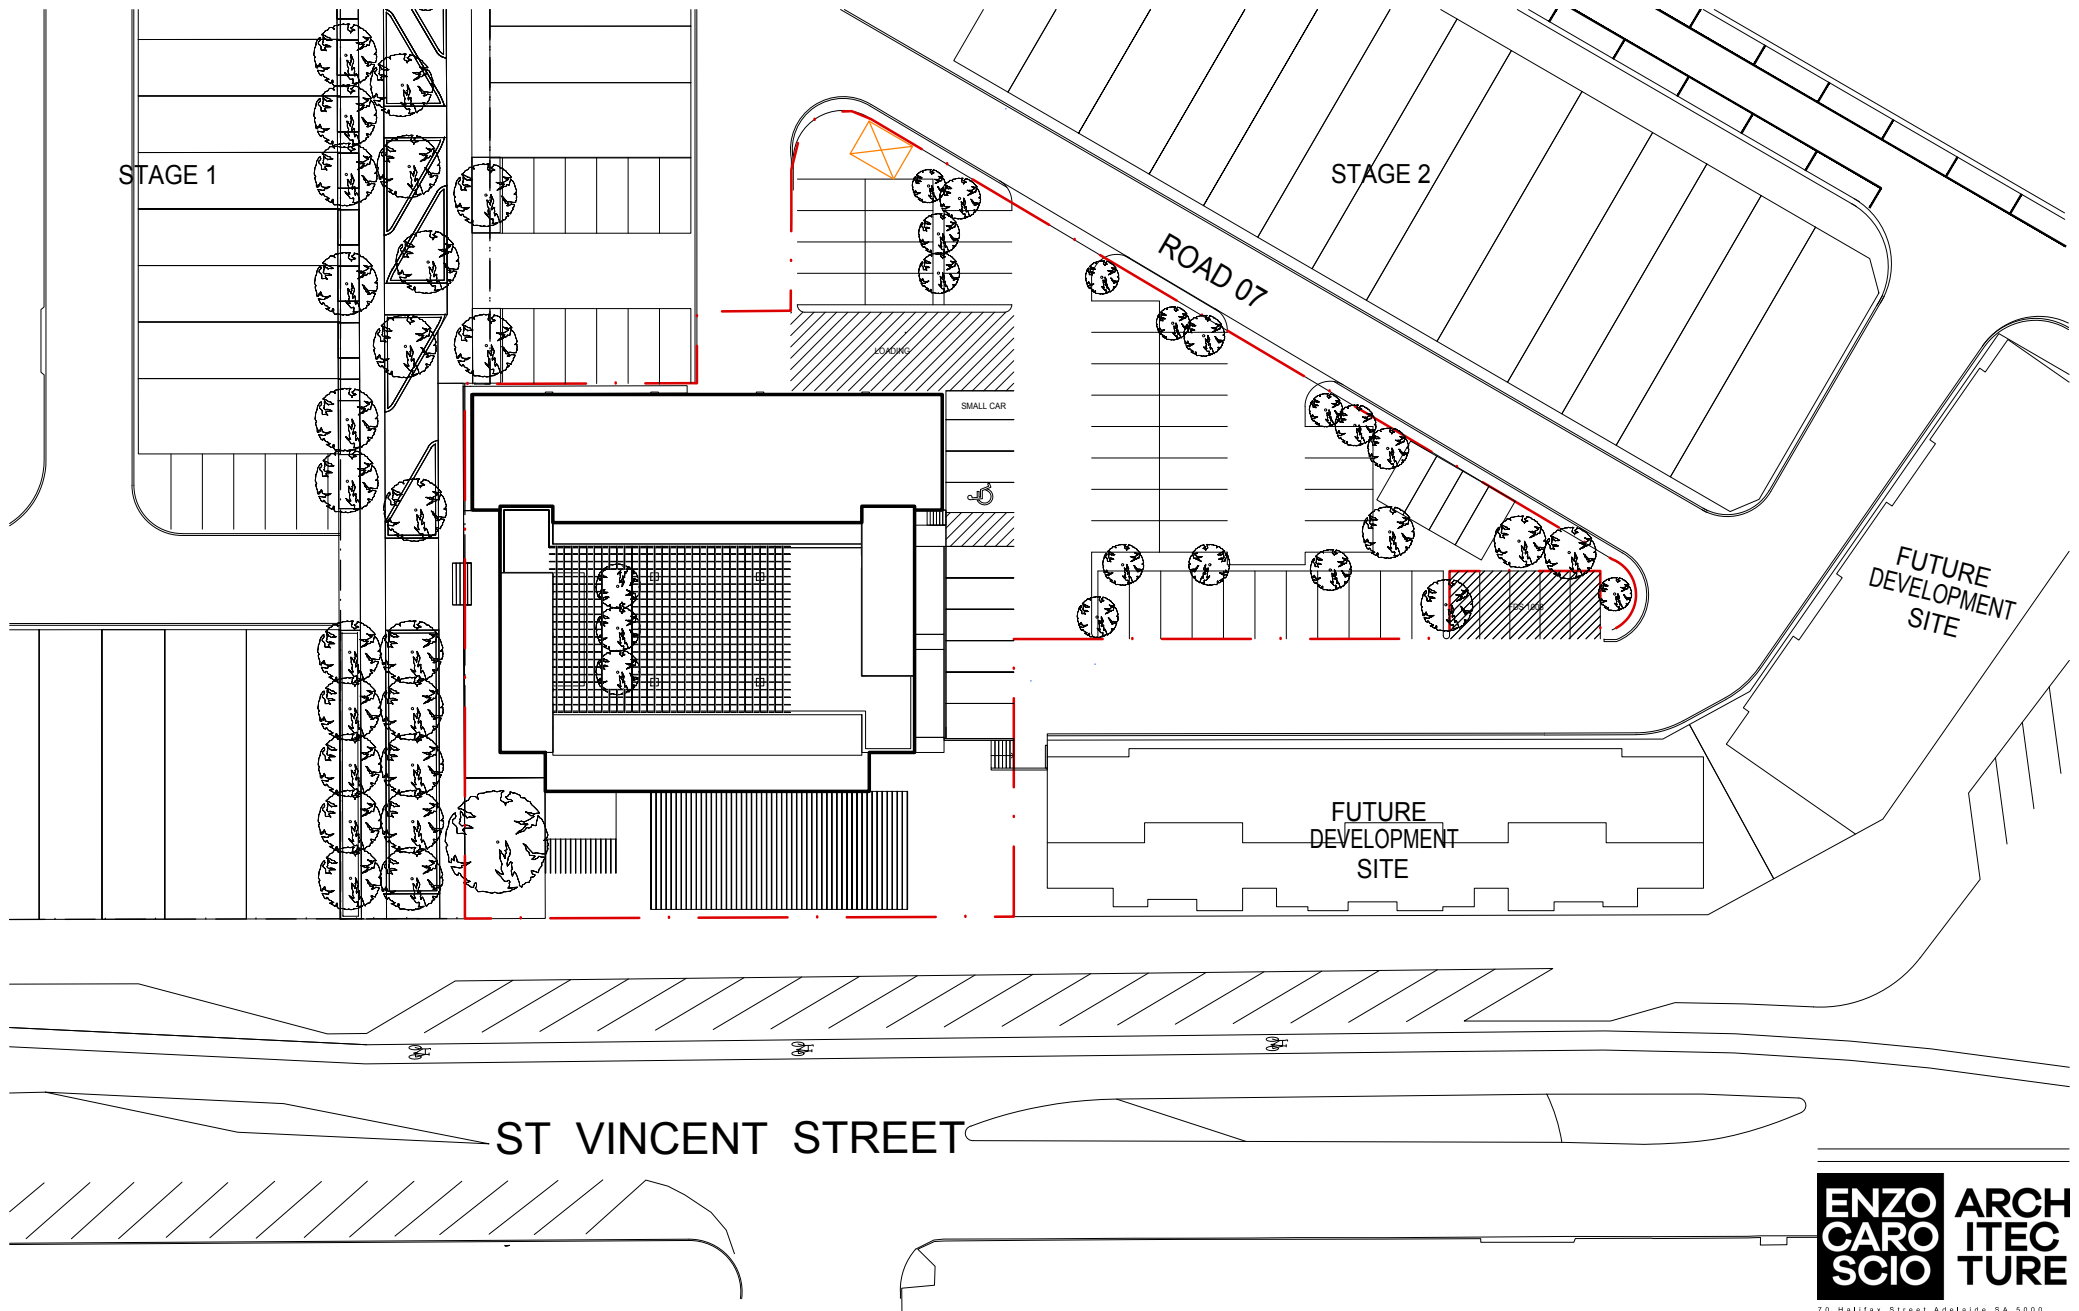 STAGE 1
STAGE 2
ROAD 07
LOADING
SMALL CAR
FUTURE
DEVELOPMENT
SITE
FUTURE
DEVELOPMENT
SITE
ST VINCENT STREET
ENZO
CARO
SCIO
ARCH
ITEC
TURE
70 Halifax Street Adelaide SA 5000